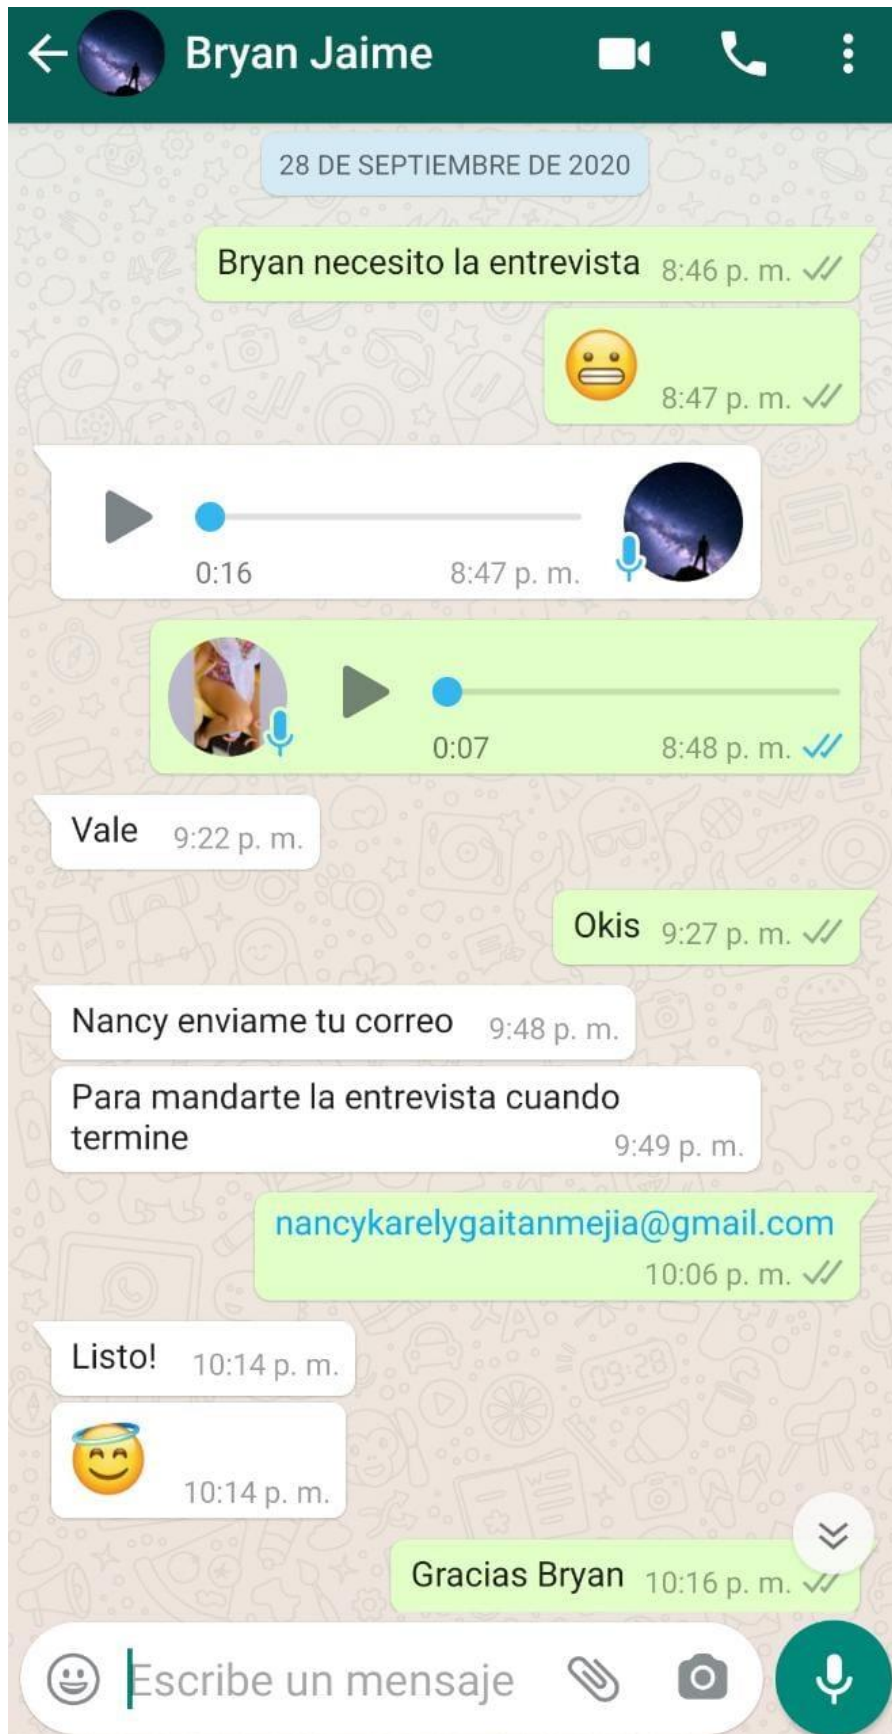 Bryan Jaime
28 DE SEPTIEMBRE DE 2020
Bryan necesito la entrevista 8:46 p. m.
8:47 p. m.
0:16 8:47 p. m.
0:07 8:48 p. m.
Vale 9:22 p. m.
Okis 9:27 p. m.
Nancy enviame tu correo 9:48 p. m.
Para mandarte la entrevista cuando
termine 9:49 p. m.
nancykarelygaitanmejia@gmail.com
10:06 p. m.
Listo! 10:14 p. m.
10:14 p. m.
Gracias Bryan 10:16 p. m.
Escribe un mensaje